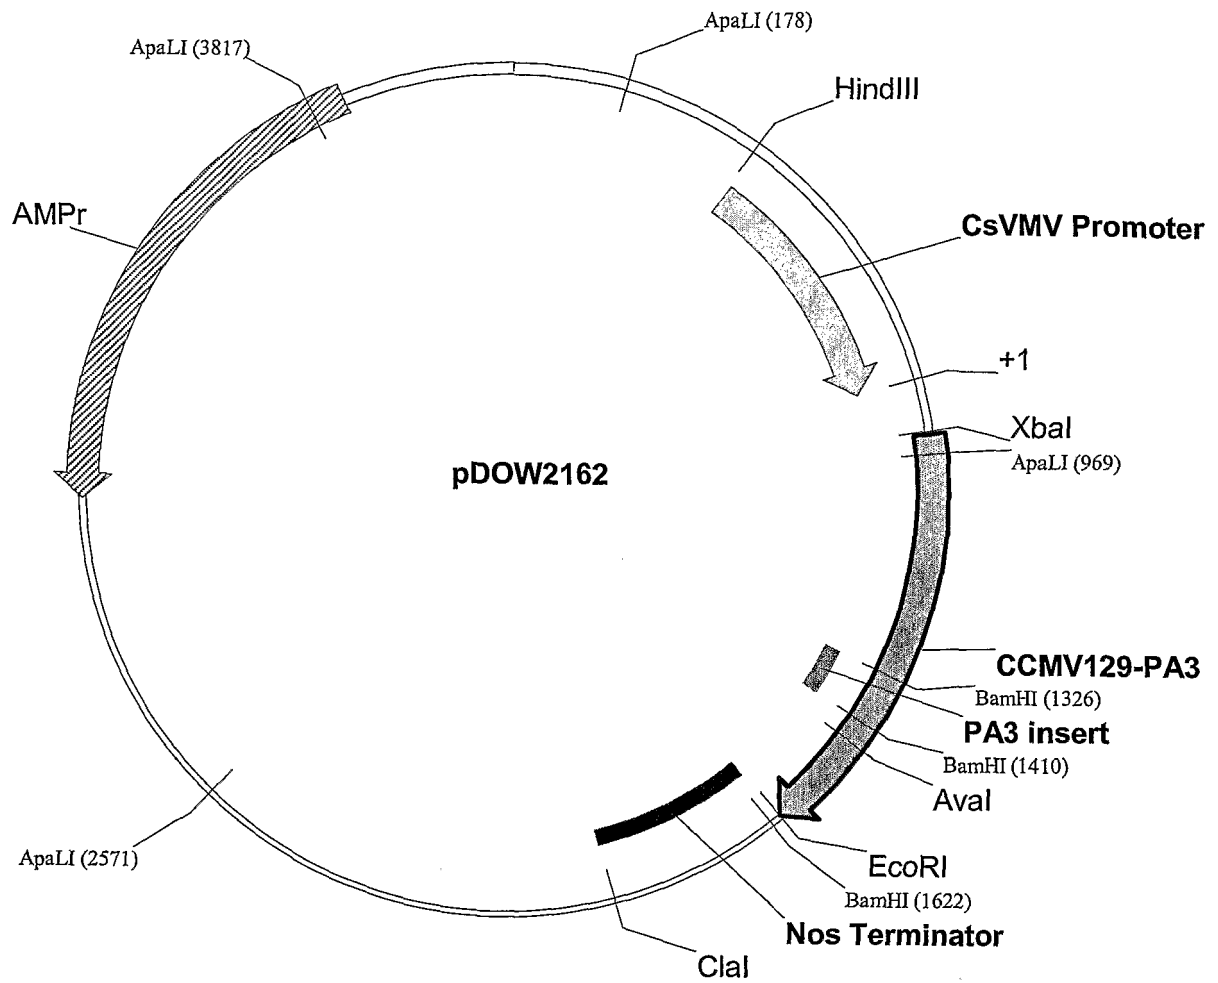 ApaLI (178)
ApaLI (3817)
HindIII
AMPr
CsVMV Promoter
+1
XbaI
ApaLI (969)
pDOW2162
CCMV129-PA3
BamHI (1326)
PA3 insert
BamHI (1410)
AvaI
ApaLI (2571)
EcoRI
BamHI (1622)
Nos Terminator
ClaI